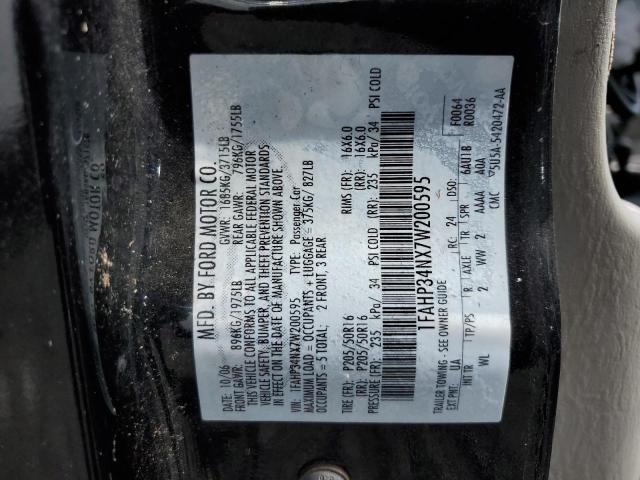 MFD. BY FORD MOTOR CO.
DATE: 10/06 GVWR: 1685KG/3715LB
FRONT GAWR: 896KG/1975LB REAR GAWR: 796KG/1755LB
THIS VEHICLE CONFORMS TO ALL APPLICABLE FEDERAL MOTOR
VEHICLE SAFETY, BUMPER, AND THEFT PREVENTION STANDARDS
IN EFFECT ON THE DATE OF MANUFACTURE SHOWN ABOVE.
VIN: 1FAHP34NX7W200595 TYPE: Passenger Car
MAXIMUM LOAD = OCCUPANTS + LUGGAGE = 375KG/ 827LB
OCCUPANTS = 5 TOTAL: 2 FRONT, 3 REAR
TIRE (FR): P205/50R16 RIMS (FR): 16X6.0
(RR): P205/50R16 (RR): 16X6.0
PRESSURE (FR): 235 kPa/ 34 PSI COLD (RR): 235 kPa/ 34 PSI COLD
1FAHP34NX7W200595
TRAILER TOWING - SEE OWNER GUIDE F0064
R0036
EXT PNT: UA RC: 24 DSO:
INT TR TP/PS R AXLE TR SPR 6AU1B
WL 2 WW 2 AAAA AOA
CMC 5U5A-5420472-AA